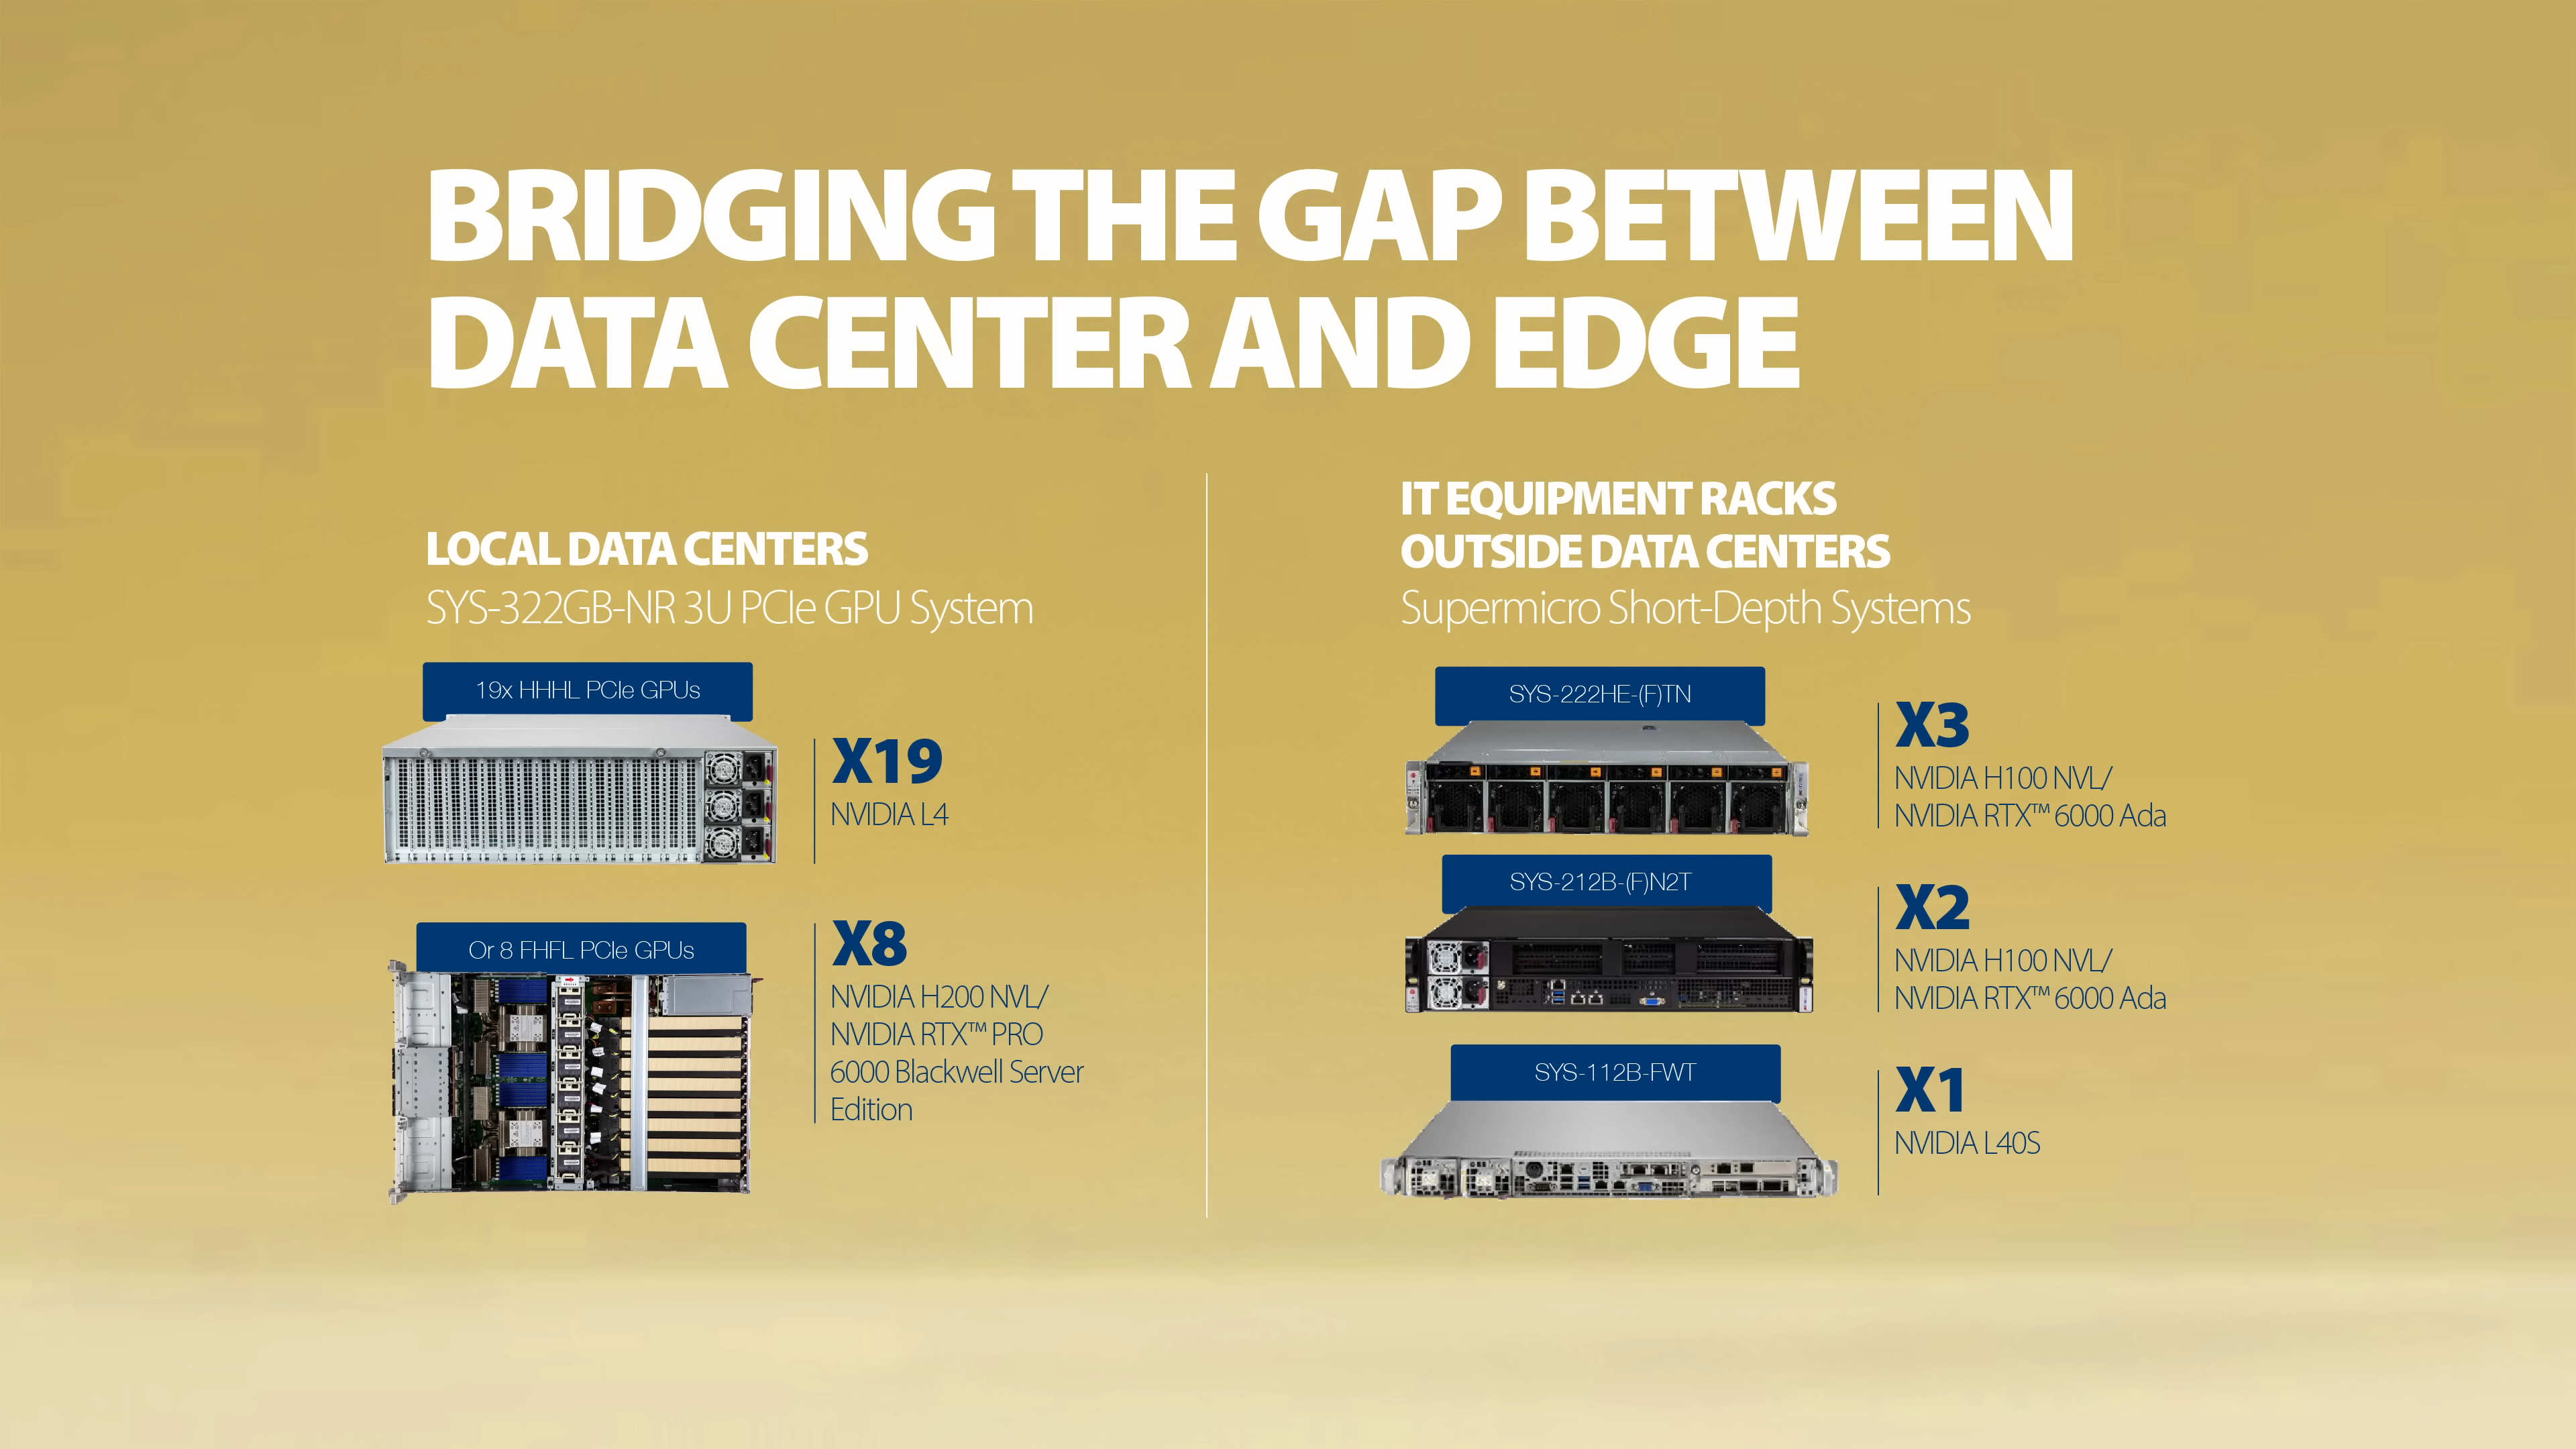 BRIDGING THE GAP BETWEEN
DATA CENTER AND EDGE
LOCAL DATA CENTERS
SYS-322GB-NR 3U PCIe GPU System
19x HHHL PCIe GPUs
X19
NVIDIA L4
Or 8 FHFL PCIe GPUs
X8
NVIDIA H200 NVL/
NVIDIA RTX™ PRO
6000 Blackwell Server
Edition
IT EQUIPMENT RACKS
OUTSIDE DATA CENTERS
Supermicro Short-Depth Systems
SYS-222HE-(F)TN
X3
NVIDIA H100 NVL/
NVIDIA RTX™ 6000 Ada
SYS-212B-(F)N2T
X2
NVIDIA H100 NVL/
NVIDIA RTX™ 6000 Ada
SYS-112B-FWT
X1
NVIDIA L40S